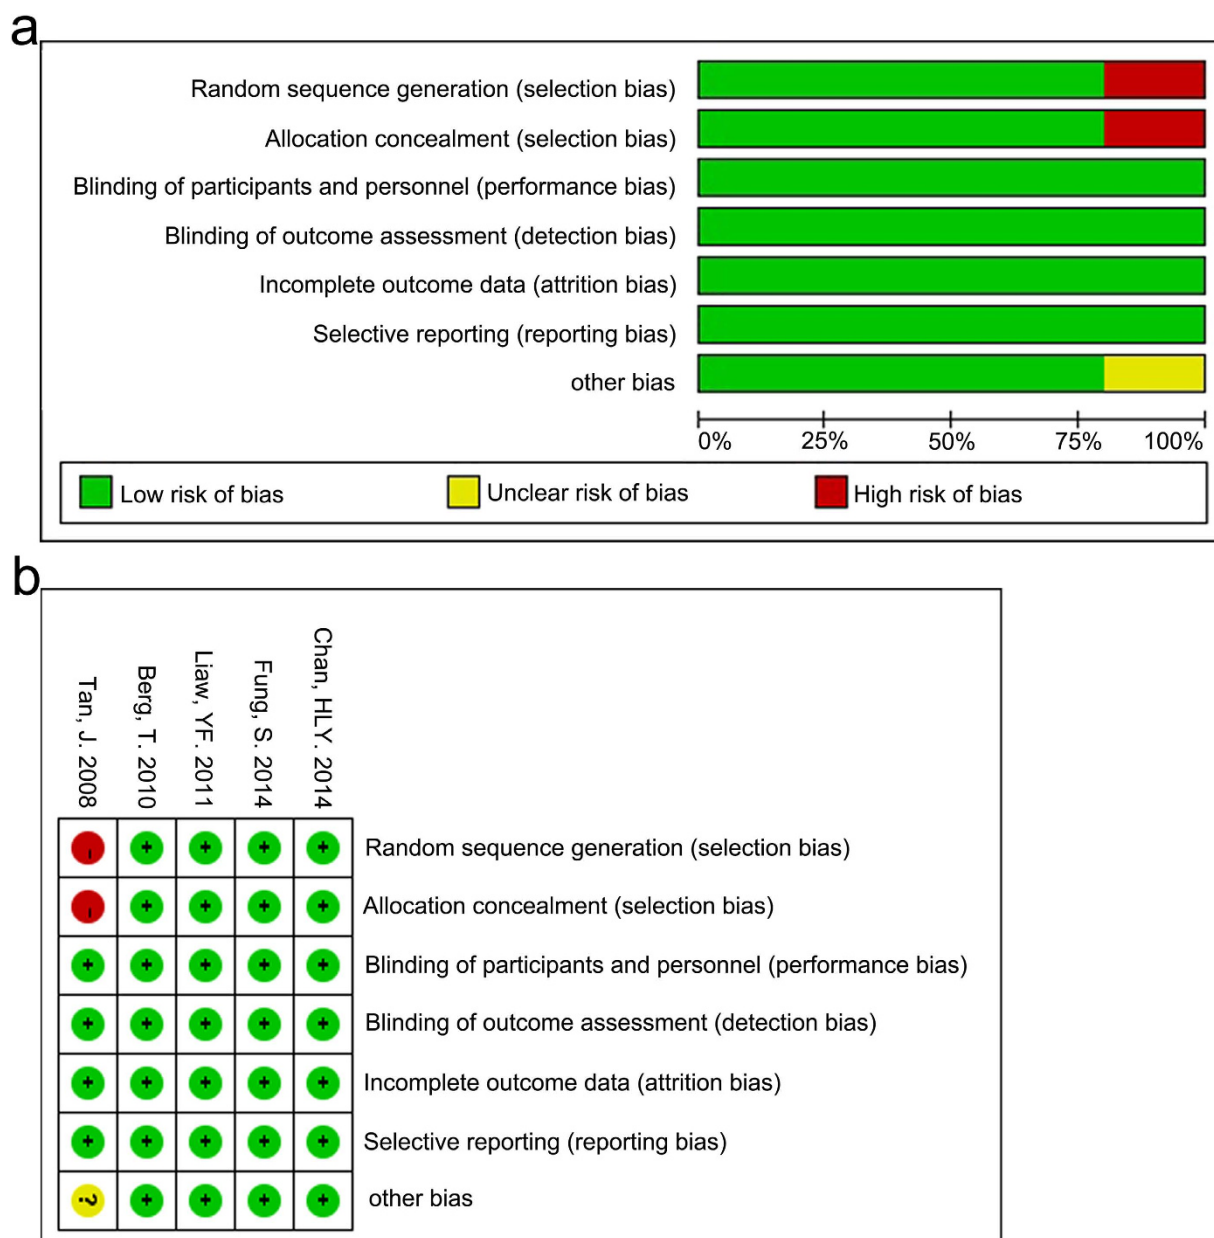 a
Random sequence generation (selection bias)
Allocation concealment (selection bias)
Blinding of participants and personnel (performance bias)
Blinding of outcome assessment (detection bias)
Incomplete outcome data (attrition bias)
Selective reporting (reporting bias)
other bias
0% 25% 50% 75% 100%
Low risk of bias Unclear risk of bias High risk of bias
b
Tan, J. 2008
Berg, T. 2010
Liaw, YF. 2011
Fung, S. 2014
Chan, HLY. 2014
- + + + + Random sequence generation (selection bias)
- + + + + Allocation concealment (selection bias)
+ + + + + Blinding of participants and personnel (performance bias)
+ + + + + Blinding of outcome assessment (detection bias)
+ + + + + Incomplete outcome data (attrition bias)
+ + + + + Selective reporting (reporting bias)
? + + + + other bias